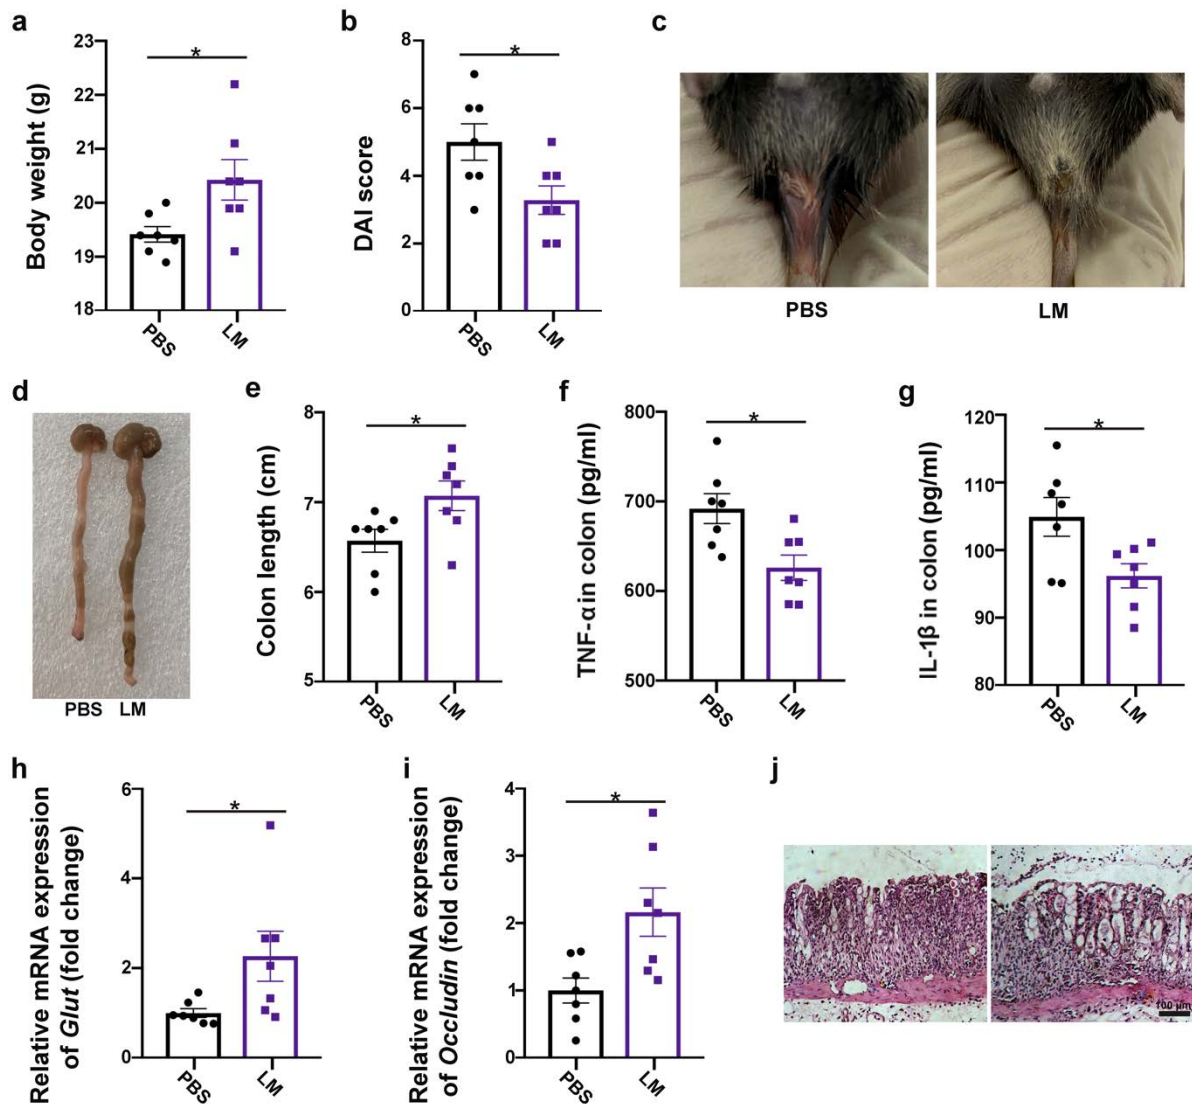 a
Body weight (g)
23
22
21
20
19
18
*
PBS
LM
b
DAI score
8
6
4
2
0
*
PBS
LM
c
PBS
LM
d
PBS LM
e
Colon length (cm)
8
7
6
5
*
PBS
LM
f
TNF-α in colon (pg/ml)
800
700
600
500
*
PBS
LM
g
IL-1β in colon (pg/ml)
120
110
100
90
80
*
PBS
LM
h
Relative mRNA expression
of Glut (fold change)
6
4
2
0
*
PBS
LM
i
Relative mRNA expression
of Occludin (fold change)
4
3
2
1
0
*
PBS
LM
j
100 μm